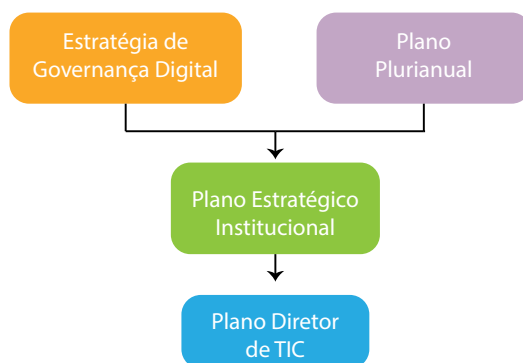 Estratégia de
Governança Digital
Plano
Plurianual
Plano Estratégico
Institucional
Plano Diretor
de TIC